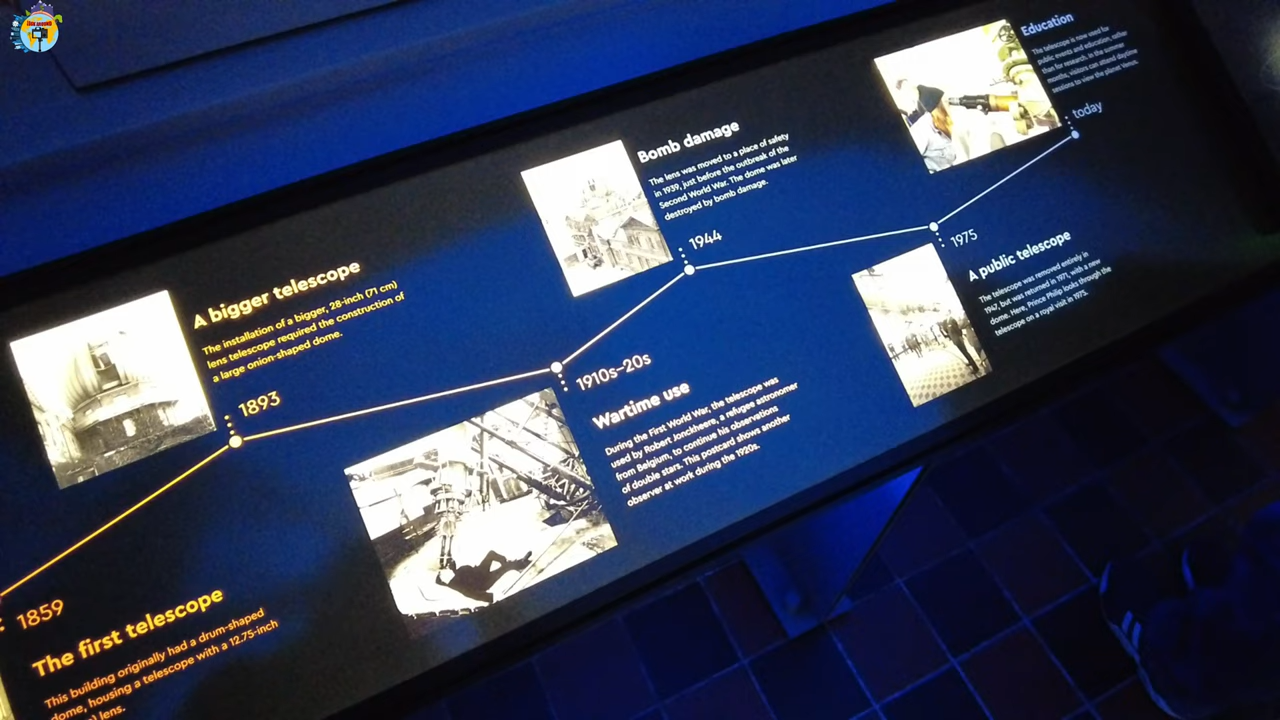 1859
The first telescope
This building originally had a drum-shaped
dome, housing a telescope with a 12.75-inch
lens.
A bigger telescope
The installation of a bigger, 28-inch (71 cm)
lens telescope required the construction of
a large onion-shaped dome.
1893
1910s–20s
Wartime use
During the First World War, the telescope was
used by Robert Jonckheere, a refugee astronomer
from Belgium, to continue his observations
of double stars. This postcard shows another
observer at work during the 1920s.
Bomb damage
The lens was moved to a place of safety
in 1939, just before the outbreak of the
Second World War. The dome was later
destroyed by bomb damage.
1944
1975
A public telescope
The telescope was removed entirely in
1947, but was returned in 1971, with a new
dome. Here, Prince Philip looks through the
telescope on a royal visit in 1975.
Education
The telescope is now used for
public events and education, rather
than for research. In the summer
months, visitors can attend daytime
sessions to view the planet Venus.
today